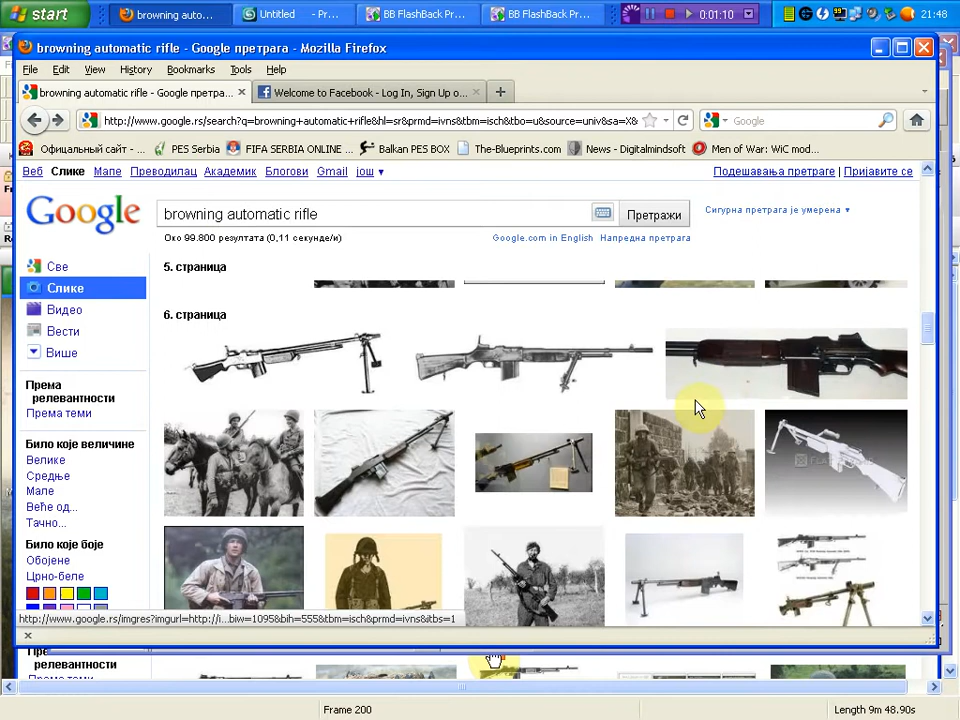 start
browning auto...
Untitled - Pr...
BB FlashBack Pr...
BB FlashBack Pr...
0:01:10
21:48
browning automatic rifle - Google претрага - Mozilla Firefox
File Edit View History Bookmarks Tools Help
browning automatic rifle - Google претра...
Welcome to Facebook - Log In, Sign Up o...
http://www.google.rs/search?q=browning+automatic+rifle&hl=sr&prmd=ivns&tbm=isch&tbo=u&source=univ&sa=X&
Google
Официјални сайт - ...
PES Serbia
FIFA SERBIA ONLINE ...
Balkan PES BOX
The-Blueprints.com
News - Digitalmindsoft
Men of War: WiC mod...
Веб Слике Мапе Преводилац Академик Блогови Gmail још ▼
Подешавања претраге | Пријавите се
Google
browning automatic rifle
Претражи
Сигурна претрага је умерена ▼
Око 99.800 резултата (0,11 секунде/и)
Google.com in English Напредна претрага
Све
Слике
Видео
Вести
Више
Према
релевантности
Према теми
Било које величине
Велике
Средње
Мале
Веће од...
Тачно...
Било које боје
Обојене
Црно-беле
5. страница
6. страница
http://www.google.rs/imgres?imgurl=http://i...biw=1095&bih=555&tbm=isch&prmd=ivns&itbs=1
релевантности
Према теми
Frame 200
Length 9m 48.90s